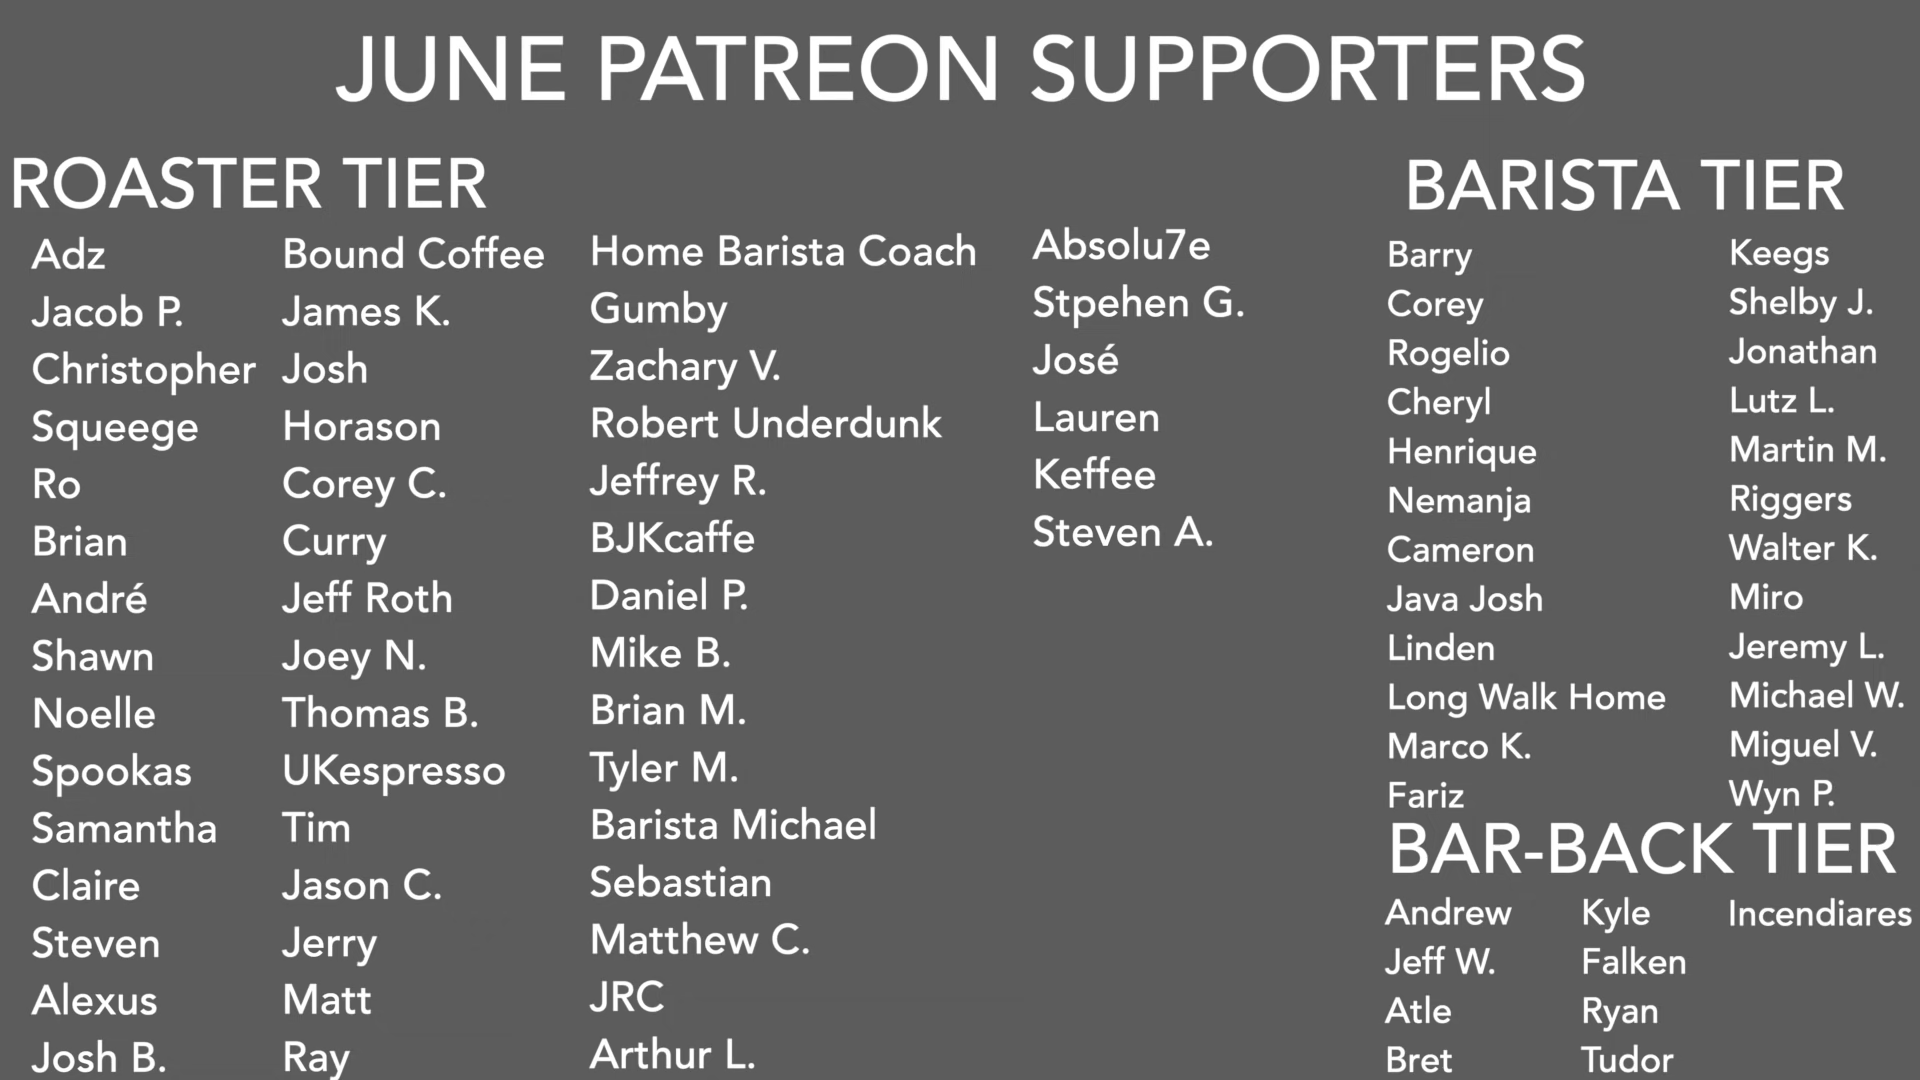 JUNE PATREON SUPPORTERS
ROASTER TIER
Adz
Jacob P.
Christopher
Squeege
Ro
Brian
André
Shawn
Noelle
Spookas
Samantha
Claire
Steven
Alexus
Josh B.
Bound Coffee
James K.
Josh
Horason
Corey C.
Curry
Jeff Roth
Joey N.
Thomas B.
UKespresso
Tim
Jason C.
Jerry
Matt
Ray
Home Barista Coach
Gumby
Zachary V.
Robert Underdunk
Jeffrey R.
BJKcaffe
Daniel P.
Mike B.
Brian M.
Tyler M.
Barista Michael
Sebastian
Matthew C.
JRC
Arthur L.
Absolu7e
Stpehen G.
José
Lauren
Keffee
Steven A.
BARISTA TIER
Barry
Corey
Rogelio
Cheryl
Henrique
Nemanja
Cameron
Java Josh
Linden
Long Walk Home
Marco K.
Fariz
Keegs
Shelby J.
Jonathan
Lutz L.
Martin M.
Riggers
Walter K.
Miro
Jeremy L.
Michael W.
Miguel V.
Wyn P.
BAR-BACK TIER
Andrew
Jeff W.
Atle
Bret
Kyle
Falken
Ryan
Tudor
Incendiares